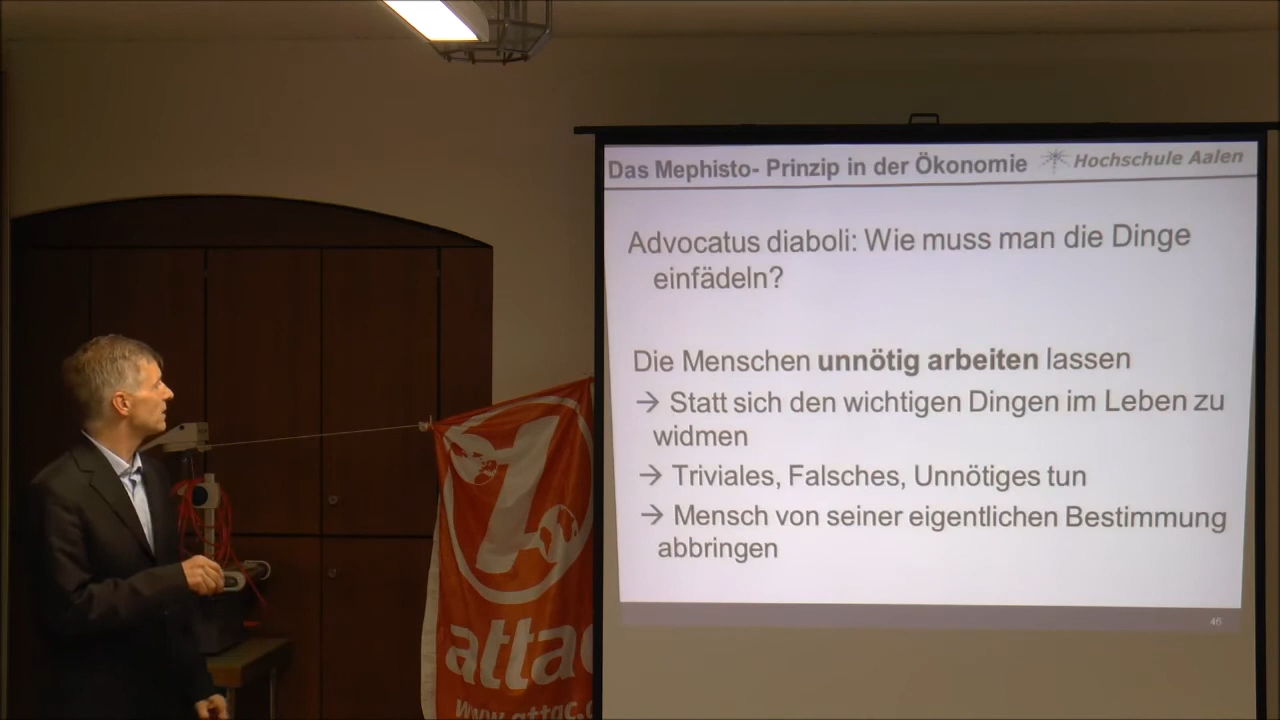 Das Mephisto- Prinzip in der Ökonomie
Hochschule Aalen
Advocatus diaboli: Wie muss man die Dinge
einfädeln?
Die Menschen unnötig arbeiten lassen
→ Statt sich den wichtigen Dingen im Leben zu
widmen
→ Triviales, Falsches, Unnötiges tun
→ Mensch von seiner eigentlichen Bestimmung
abbringen
46
attac